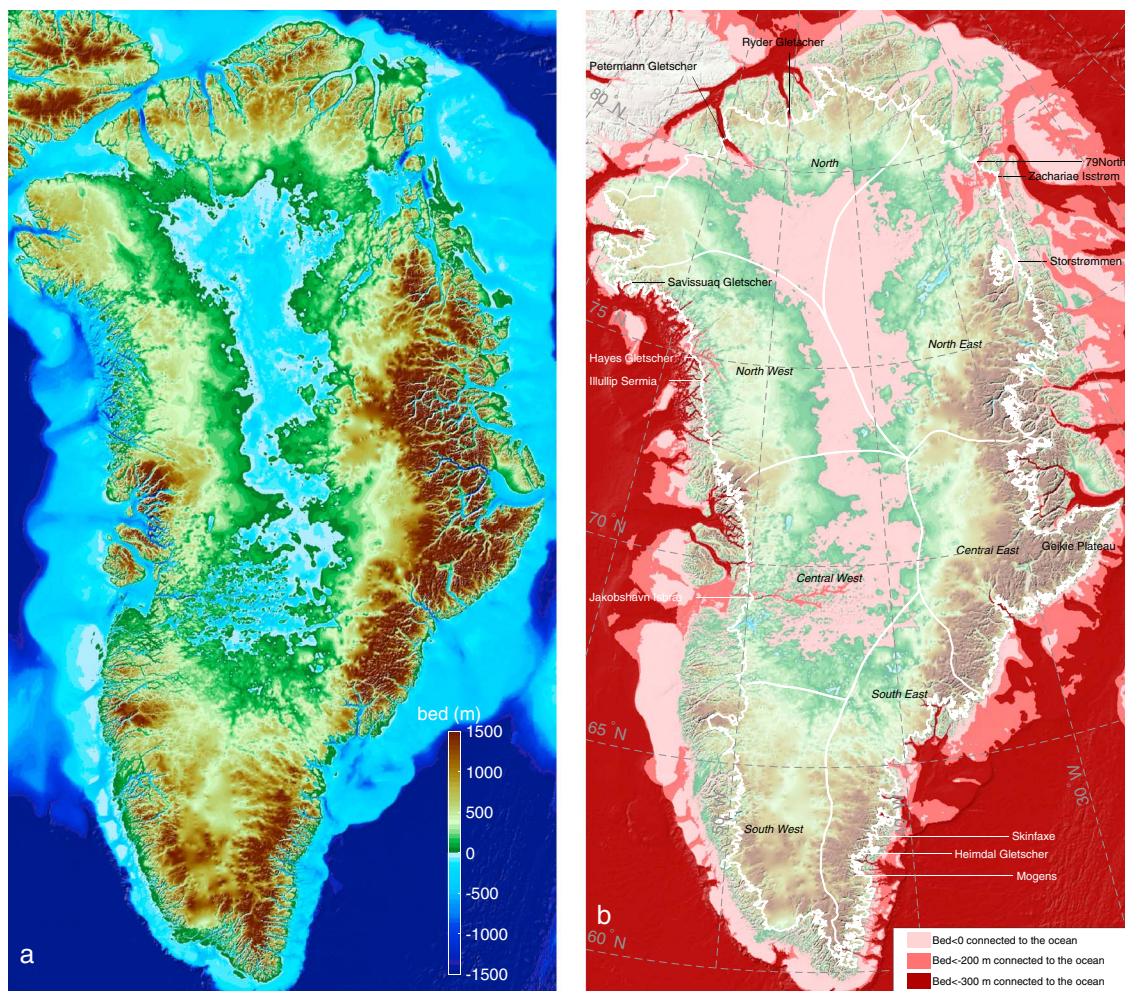 bed (m)
1500
1000
500
0
-500
-1000
-1500
a
Ryder Gletscher
Petermann Gletscher
80°N
North
79North
Zachariae Isstrøm
Storstrømmen
Savissuaq Gletscher
75°N
Hayes Gletscher
North West
North East
Illullip Sermia
70°N
Central East
Geikie Plateau
Central West
Jakobshavn Isbræ
South East
65°N
30°W
South West
Skinfaxe
Heimdal Gletscher
Mogens
b
60°N
Bed<0 connected to the ocean
Bed<-200 m connected to the ocean
Bed<-300 m connected to the ocean